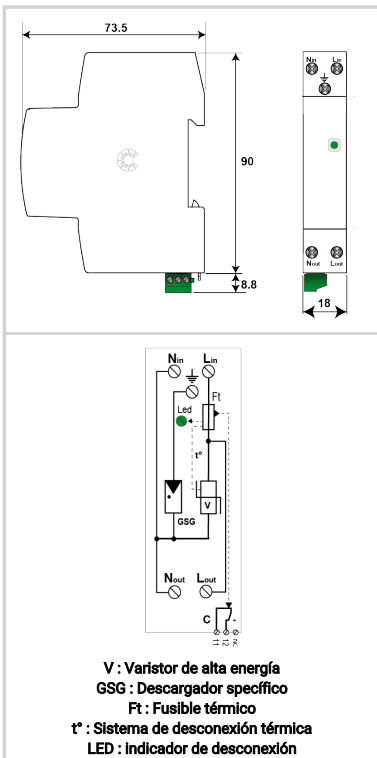 73.5
Nin Lin
90
8.8
Nout Lout
18
Nin Lin
Ft
Led
t°
V
GSG
Nout Lout
C
11 12 NC
V : Varistor de alta energía
GSG : Descargador específico
Ft : Fusible térmico
t° : Sistema de desconexión térmica
LED : indicador de desconexión